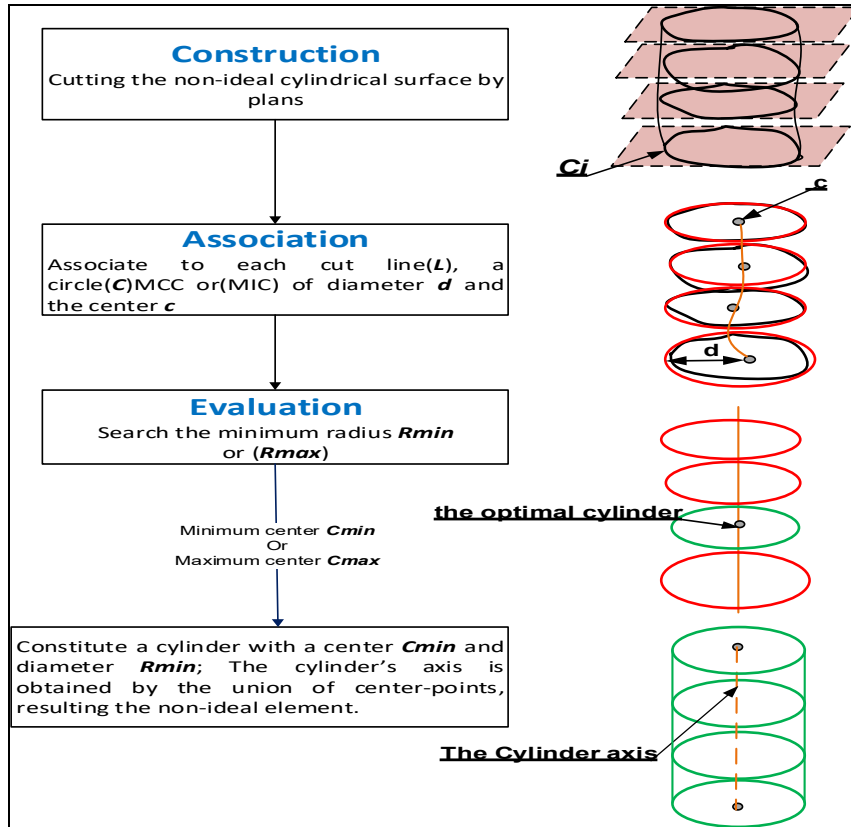 Construction
Cutting the non-ideal cylindrical surface by
plans
Ci
c
Association
Associate to each cut line(L), a
circle(C)MCC or(MIC) of diameter d and
the center c
d
Evaluation
Search the minimum radius Rmin
or (Rmax)
the optimal cylinder
Minimum center Cmin
Or
Maximum center Cmax
Constitute a cylinder with a center Cmin and
diameter Rmin; The cylinder's axis is
obtained by the union of center-points,
resulting the non-ideal element.
The Cylinder axis